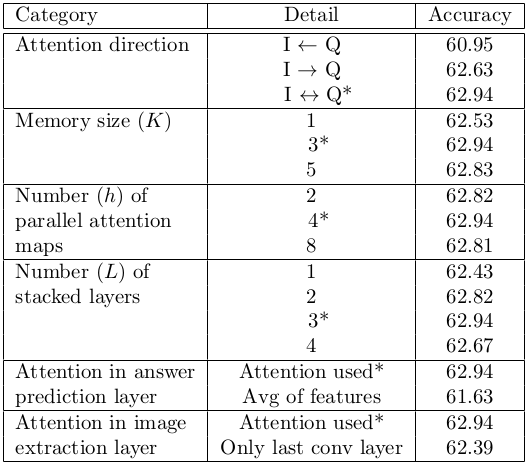 Category Detail Accuracy
Attention direction I ← Q 60.95
I → Q 62.63
I ↔ Q* 62.94
Memory size (K) 1 62.53
3* 62.94
5 62.83
Number (h) of 2 62.82
parallel attention 4* 62.94
maps 8 62.81
Number (L) of 1 62.43
stacked layers 2 62.82
3* 62.94
4 62.67
Attention in answer Attention used* 62.94
prediction layer Avg of features 61.63
Attention in image Attention used* 62.94
extraction layer Only last conv layer 62.39